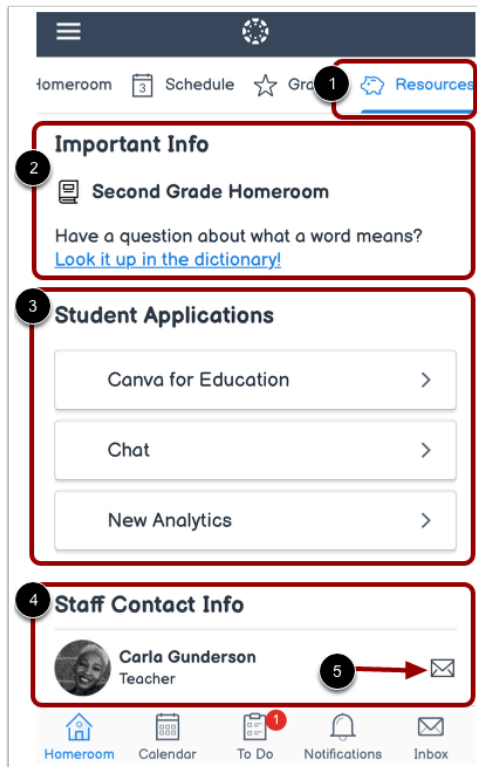 Homeroom 3 Schedule Gra 1 Resources
Important Info
2
Second Grade Homeroom
Have a question about what a word means?
Look it up in the dictionary!
3
Student Applications
Canva for Education
Chat
New Analytics
4
Staff Contact Info
Carla Gunderson
5
Teacher
1
Homeroom Calendar To Do Notifications Inbox